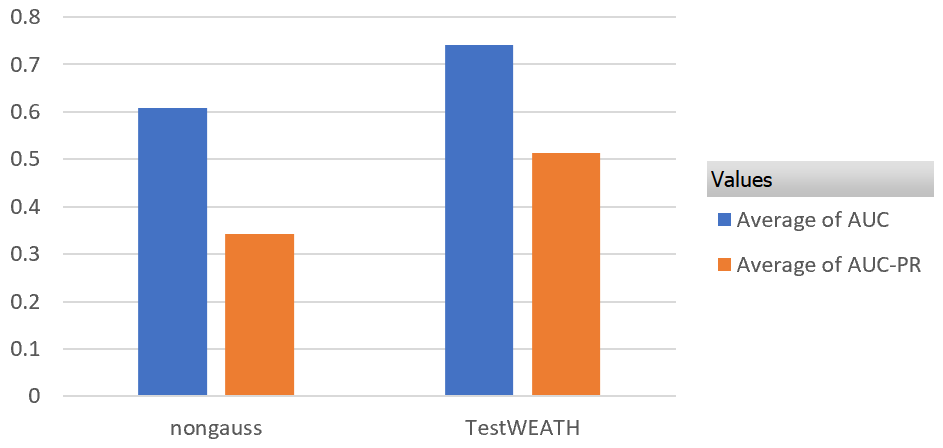 0.8
0.7
0.6
0.5
0.4
0.3
0.2
0.1
0
nongauss
TestWEATH
Values
Average of AUC
Average of AUC-PR